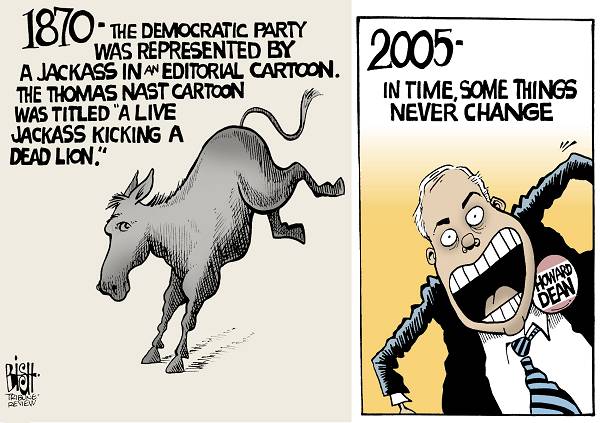 1870- THE DEMOCRATIC PARTY
WAS REPRESENTED BY
A JACKASS IN AN EDITORIAL CARTOON.
THE THOMAS NAST CARTOON
WAS TITLED "A LIVE
JACKASS KICKING A
DEAD LION."
BISH
TRIBUNE
REVIEW
2005-
IN TIME, SOME THINGS
NEVER CHANGE
HOWARD
DEAN